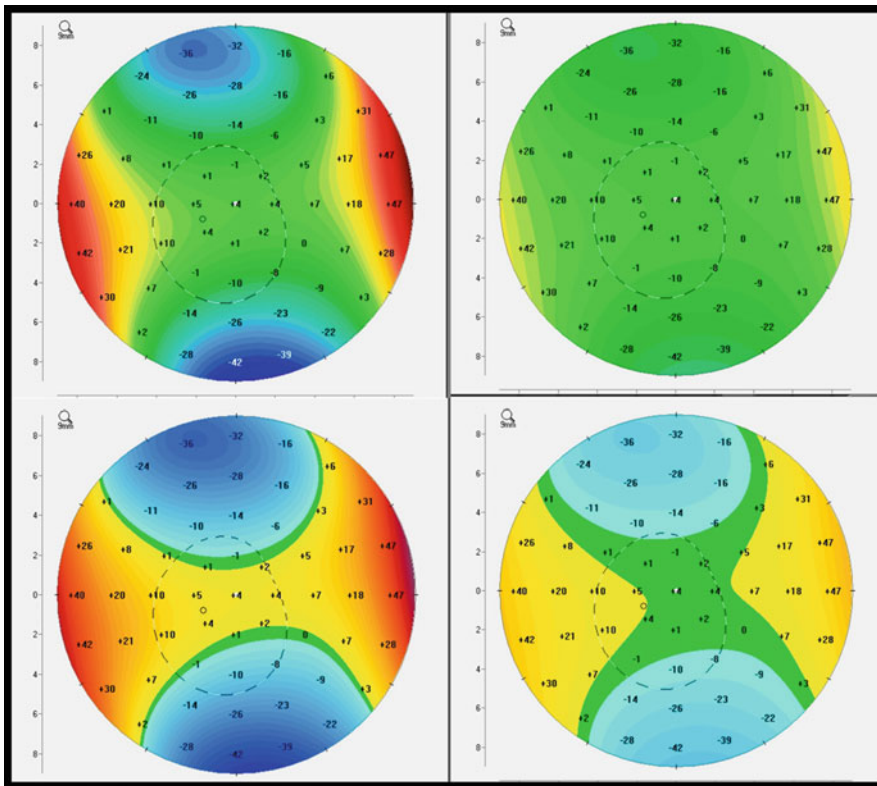 9mm
8 -36 -32 -16
-24 +6
-28
6 -26 -16
+1 +31
-11 -14 +3
4 -10 -6
+26 +8 +17 +47
2 +1 -1 +5
+1 +2
0 +40 +20 +10 +5 +4 +4 +7 +18 +47
+4 +2
2 +42 +21 +10 +1 0 +7 +28
-1 -8
4 +7 -10 -9
+30 +3
-14 -23
6 +2 -26 -22
8 -28 -42 -39
9mm
8 -36 -32 -16
-24 +6
-28
6 -26 -16
+1 +31
-11 -14 +3
4 -10 -6
+26 +8 +17 +47
2 +1 -1 +5
+1 +2
0 +40 +20 +10 +5 +4 +4 +7 +18 +47
+4 +2
2 +42 +21 +10 +1 0 +7 +28
-1 -8
4 +7 -10 -9
+30 +3
-14 -23
6 +2 -26 -22
8 -28 -42 -39
9mm
8 -36 -32 -16
-24 +6
-28
6 -26 -16
+1 +31
-11 -14 +3
4 -10 -6
+26 +8 +17 +47
2 +1 -1 +5
+1 +2
0 +40 +20 +10 +5 +4 +4 +7 +18 +47
+4 +2
2 +42 +21 +10 +1 0 +7 +28
-1 -8
4 +7 -10 -9
+30 +3
-14 -23
6 +2 -26 -22
8 -28 -42 -39
9mm
8 -36 -32 -16
-24 +6
-28
6 -26 -16
+1 +31
-11 -14 +3
4 -10 -6
+26 +8 +17 +47
2 +1 -1 +5
+1 +2
0 +40 +20 +10 +5 +4 +4 +7 +18 +47
+4 +2
2 +42 +21 +10 +1 0 +7 +28
-1 -8
4 +7 -10 -9
+30 +3
-14 -23
6 +2 -26 -22
8 -28 -42 -39